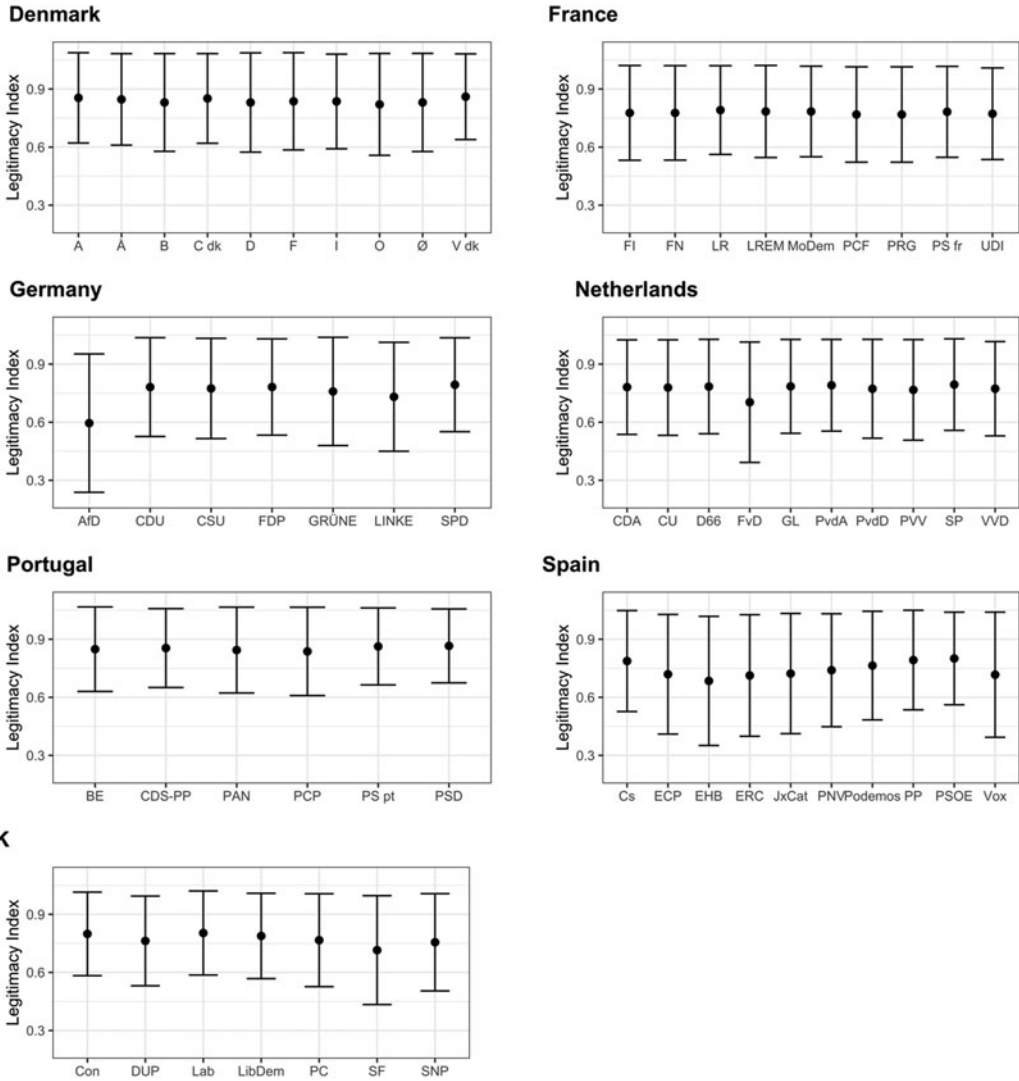 Denmark
Legitimacy Index
0.9
0.6
0.3
A Å B C dk D F I O Ø V dk
France
Legitimacy Index
0.9
0.6
0.3
FI FN LR LREM MoDem PCF PRG PS fr UDI
Germany
Legitimacy Index
0.9
0.6
0.3
AfD CDU CSU FDP GRÜNE LINKE SPD
Netherlands
Legitimacy Index
0.9
0.6
0.3
CDA CU D66 FvD GL PvdA PvdD PVV SP VVD
Portugal
Legitimacy Index
0.9
0.6
0.3
BE CDS-PP PAN PCP PS pt PSD
Spain
Legitimacy Index
0.9
0.6
0.3
Cs ECP EHB ERC JxCat PNV Podemos PP PSOE Vox
K
Legitimacy Index
0.9
0.6
0.3
Con DUP Lab LibDem PC SF SNP